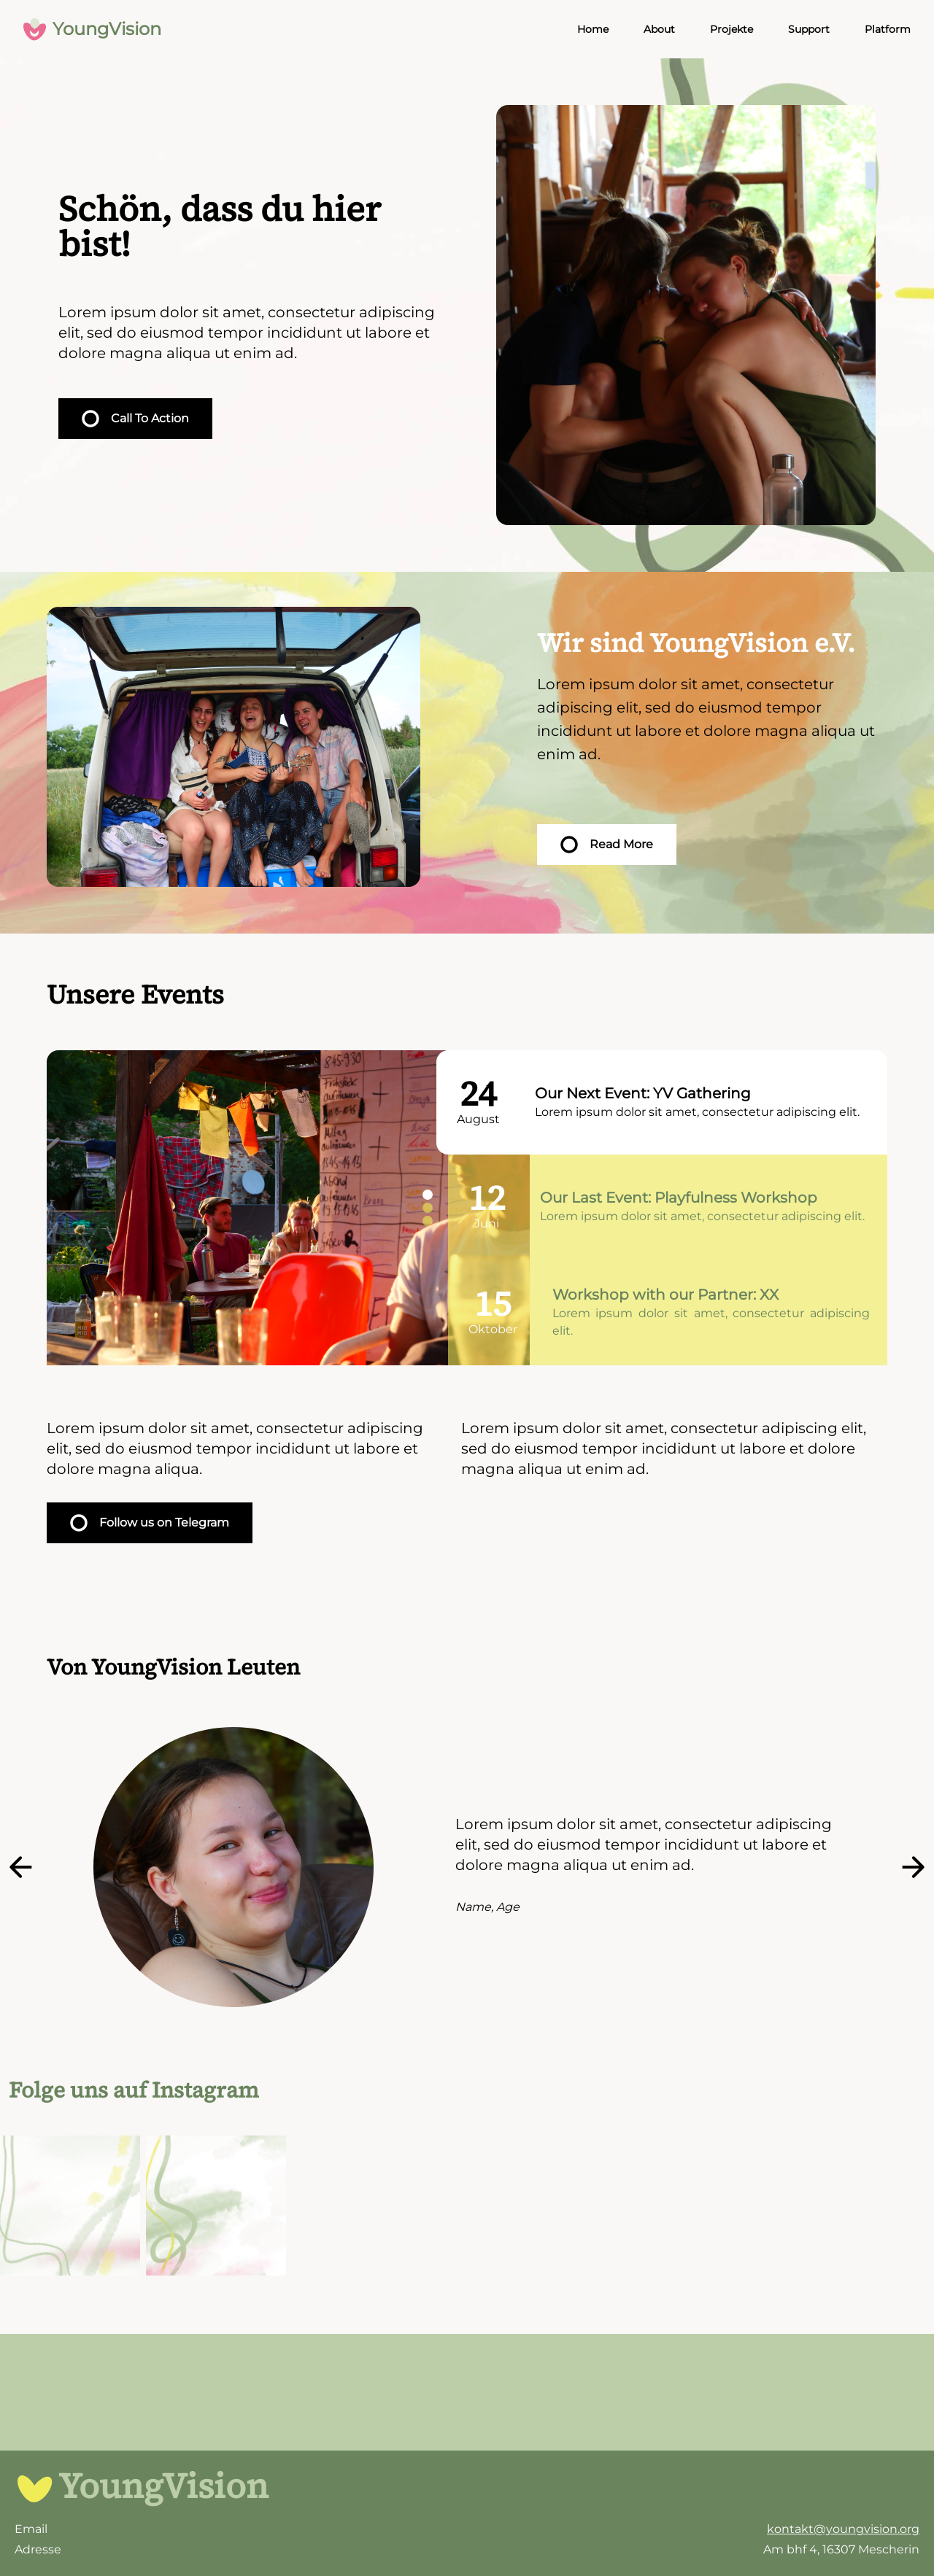 YoungVision
Home
About
Projekte
Support
Platform
Schön, dass du hier
bist!
Lorem ipsum dolor sit amet, consectetur adipiscing
elit, sed do eiusmod tempor incididunt ut labore et
dolore magna aliqua ut enim ad.
Call To Action
Wir sind YoungVision e.V.
Lorem ipsum dolor sit amet, consectetur
adipiscing elit, sed do eiusmod tempor
incididunt ut labore et dolore magna aliqua ut
enim ad.
Read More
Unsere Events
24
August
Our Next Event: YV Gathering
Lorem ipsum dolor sit amet, consectetur adipiscing elit.
12
Juni
Our Last Event: Playfulness Workshop
Lorem ipsum dolor sit amet, consectetur adipiscing elit.
15
Oktober
Workshop with our Partner: XX
Lorem ipsum dolor sit amet, consectetur adipiscing
elit.
Lorem ipsum dolor sit amet, consectetur adipiscing
elit, sed do eiusmod tempor incididunt ut labore et
dolore magna aliqua.
Lorem ipsum dolor sit amet, consectetur adipiscing elit,
sed do eiusmod tempor incididunt ut labore et dolore
magna aliqua ut enim ad.
Follow us on Telegram
Von YoungVision Leuten
Lorem ipsum dolor sit amet, consectetur adipiscing
elit, sed do eiusmod tempor incididunt ut labore et
dolore magna aliqua ut enim ad.
Name, Age
Folge uns auf Instagram
YoungVision
Email
kontakt@youngvision.org
Adresse
Am bhf 4, 16307 Mescherin